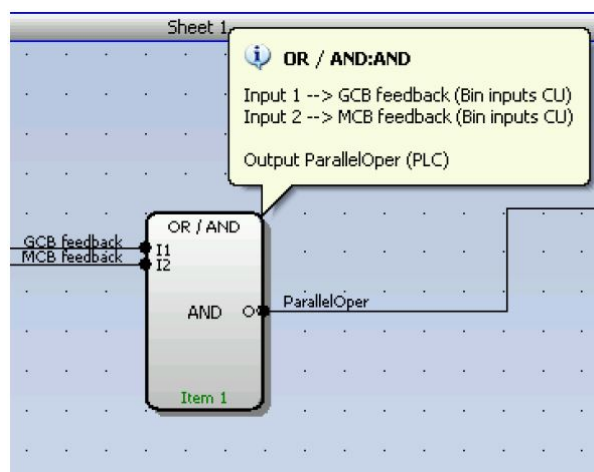 Sheet 1
OR / AND:AND
Input 1 --> GCB feedback (Bin inputs CU)
Input 2 --> MCB feedback (Bin inputs CU)
Output ParallelOper (PLC)
OR / AND
GCB feedback
I1
MCB feedback
I2
AND
O
ParallelOper
Item 1